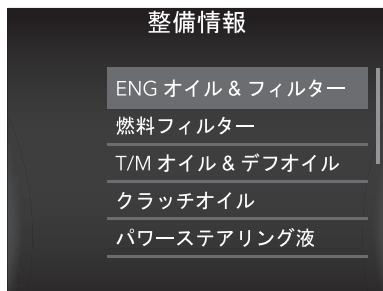 整備情報
ENG オイル & フィルター
燃料フィルター
T/M オイル & デフオイル
クラッチオイル
パワーステアリング液